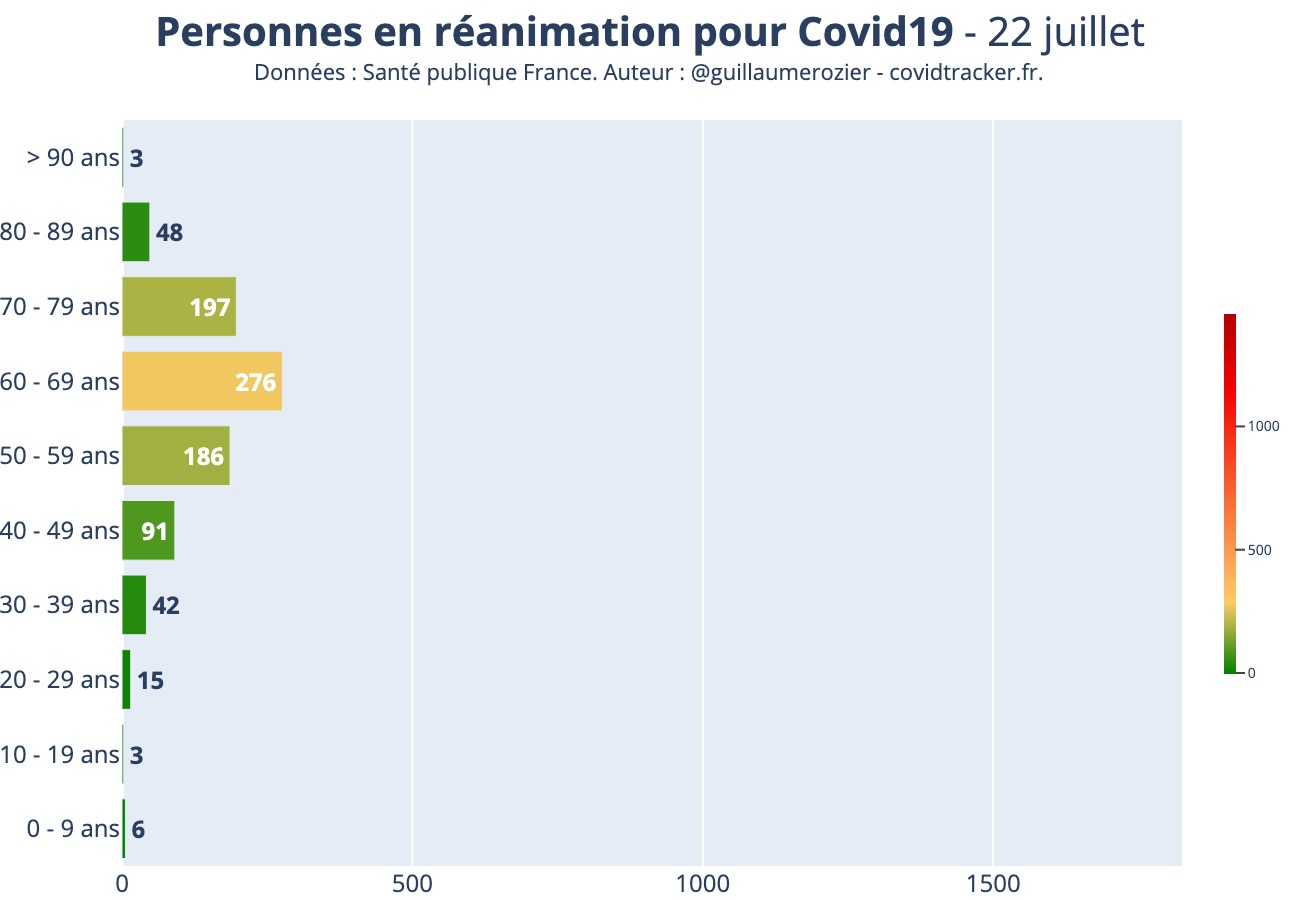 Personnes en réanimation pour Covid19 - 22 juillet
Données : Santé publique France. Auteur : @guillaumerozier - covidtracker.fr.
> 90 ans 3
80 - 89 ans 48
70 - 79 ans 197
60 - 69 ans 276
50 - 59 ans 186
40 - 49 ans 91
30 - 39 ans 42
20 - 29 ans 15
10 - 19 ans 3
0 - 9 ans 6
0 500 1000 1500
1000
500
0